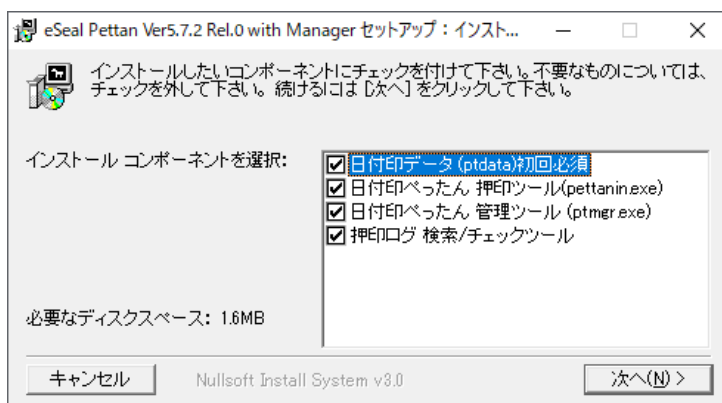 eSeal Pettan Ver5.7.2 Rel.0 with Manager セットアップ：インスト...
インストールしたいコンポーネントにチェックを付けて下さい。不要なものについては、
チェックを外して下さい。続けるには [次へ] をクリックして下さい。
インストール コンポーネントを選択:
日付印データ (ptdata)初回必須
日付印ぺったん 押印ツール(pettanin.exe)
日付印ぺったん 管理ツール (ptmgr.exe)
押印ログ 検索/チェックツール
必要なディスクスペース: 1.6MB
キャンセル
Nullsoft Install System v3.0
次へ(N) >